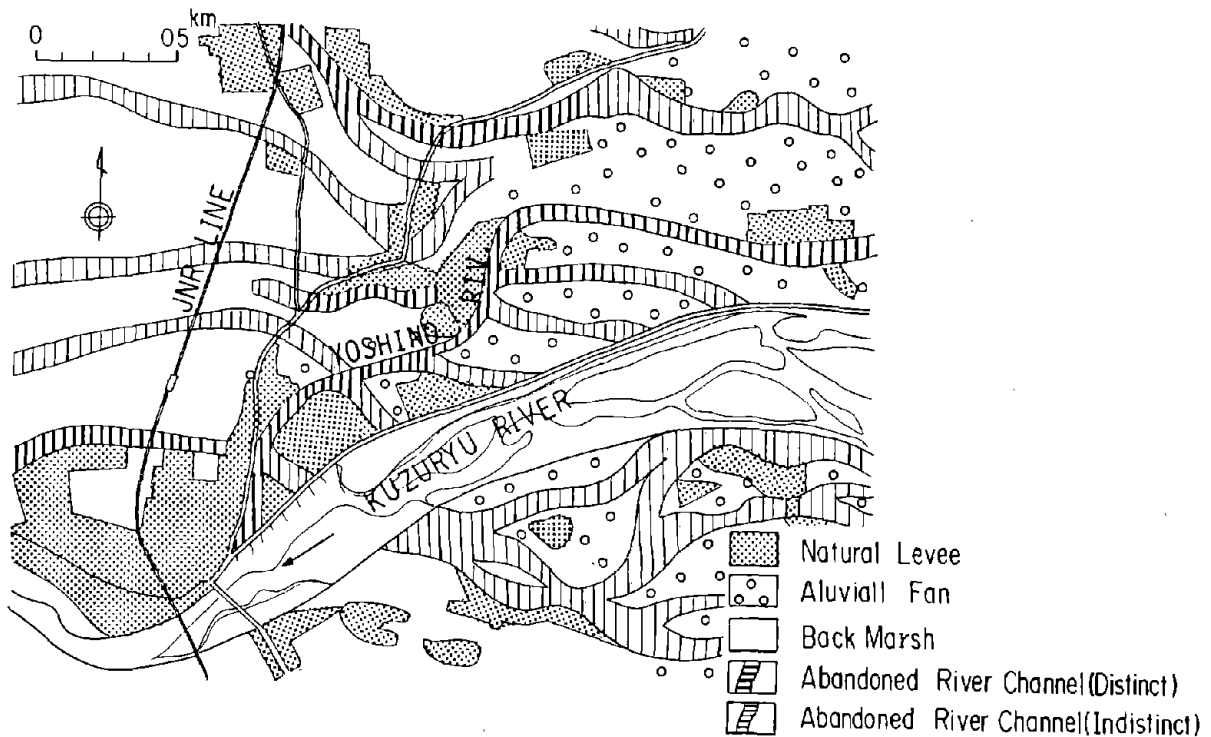 km
0 05
JNR LINE
YOSHINO RIV.
KUZURYU RIVER
Natural Levee
Aluviall Fan
Back Marsh
Abandoned River Channel(Distinct)
Abandoned River Channel(Indistinct)